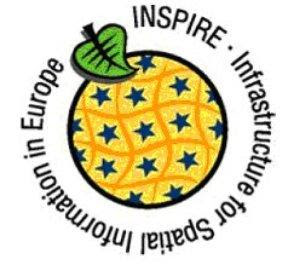 INSPIRE · Infrastructure for Spatial Information in Europe